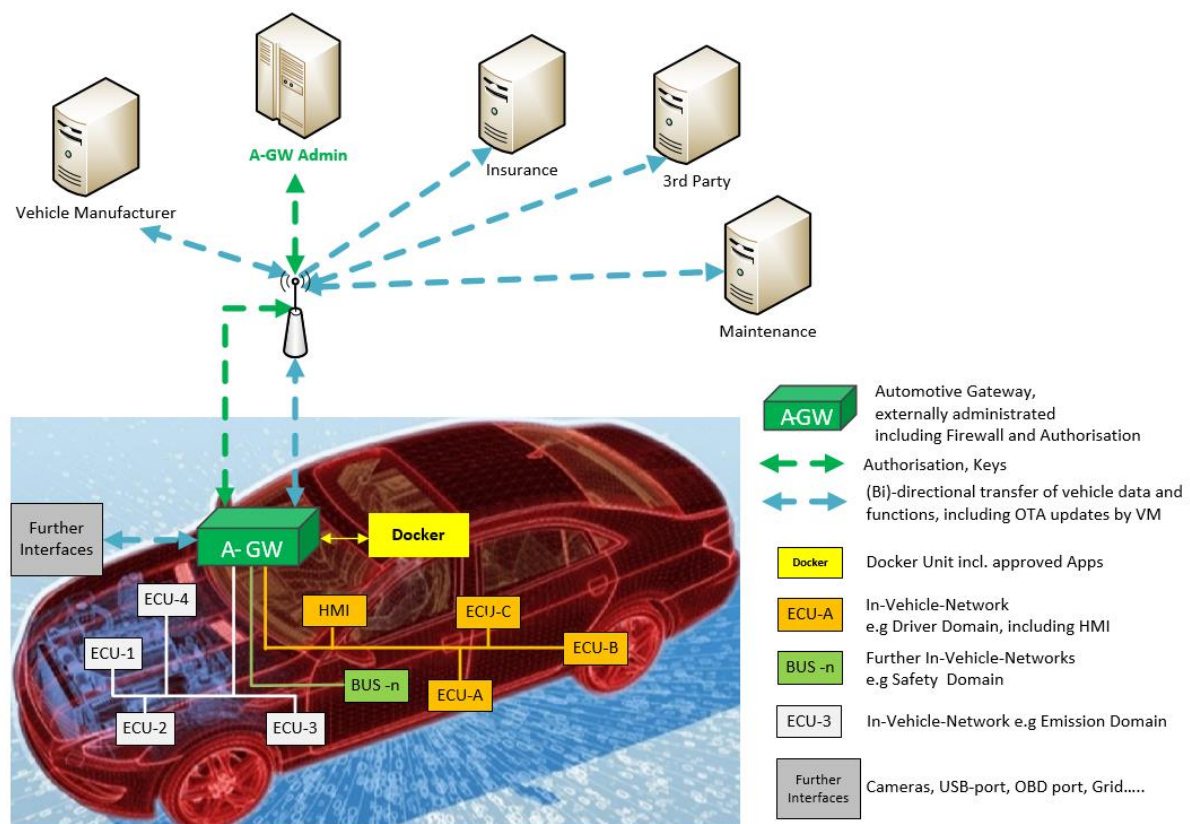 A-GW Admin
Insurance
3rd Party
Vehicle Manufacturer
Maintenance
Further
Interfaces
A- GW
Docker
ECU-4
HMI
ECU-C
ECU-1
ECU-B
BUS -n
ECU-A
ECU-2
ECU-3
A-GW
Automotive Gateway,
externally administrated
including Firewall and Authorisation
Authorisation, Keys
(Bi)-directional transfer of vehicle data and
functions, including OTA updates by VM
Docker
Docker Unit incl. approved Apps
ECU-A
In-Vehicle-Network
e.g Driver Domain, including HMI
BUS -n
Further In-Vehicle-Networks
e.g Safety Domain
ECU-3
In-Vehicle-Network e.g Emission Domain
Further
Interfaces
Cameras, USB-port, OBD port, Grid.....